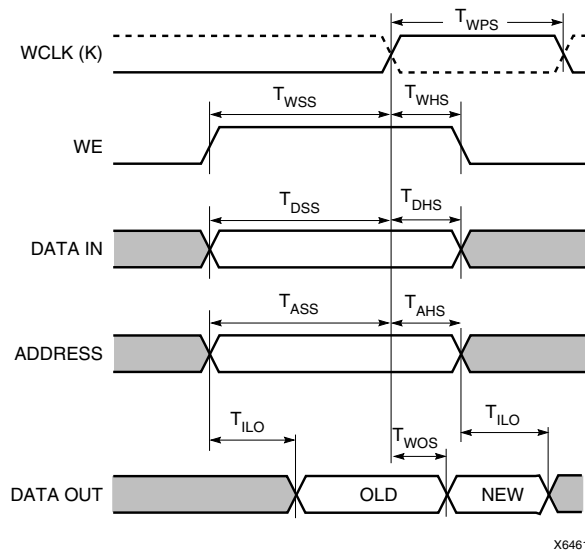 T_WPS
WCLK (K)
T_WSS T_WHS
WE
T_DSS T_DHS
DATA IN
T_ASS T_AHS
ADDRESS
T_ILO T_WOS T_ILO
DATA OUT OLD NEW
X6461